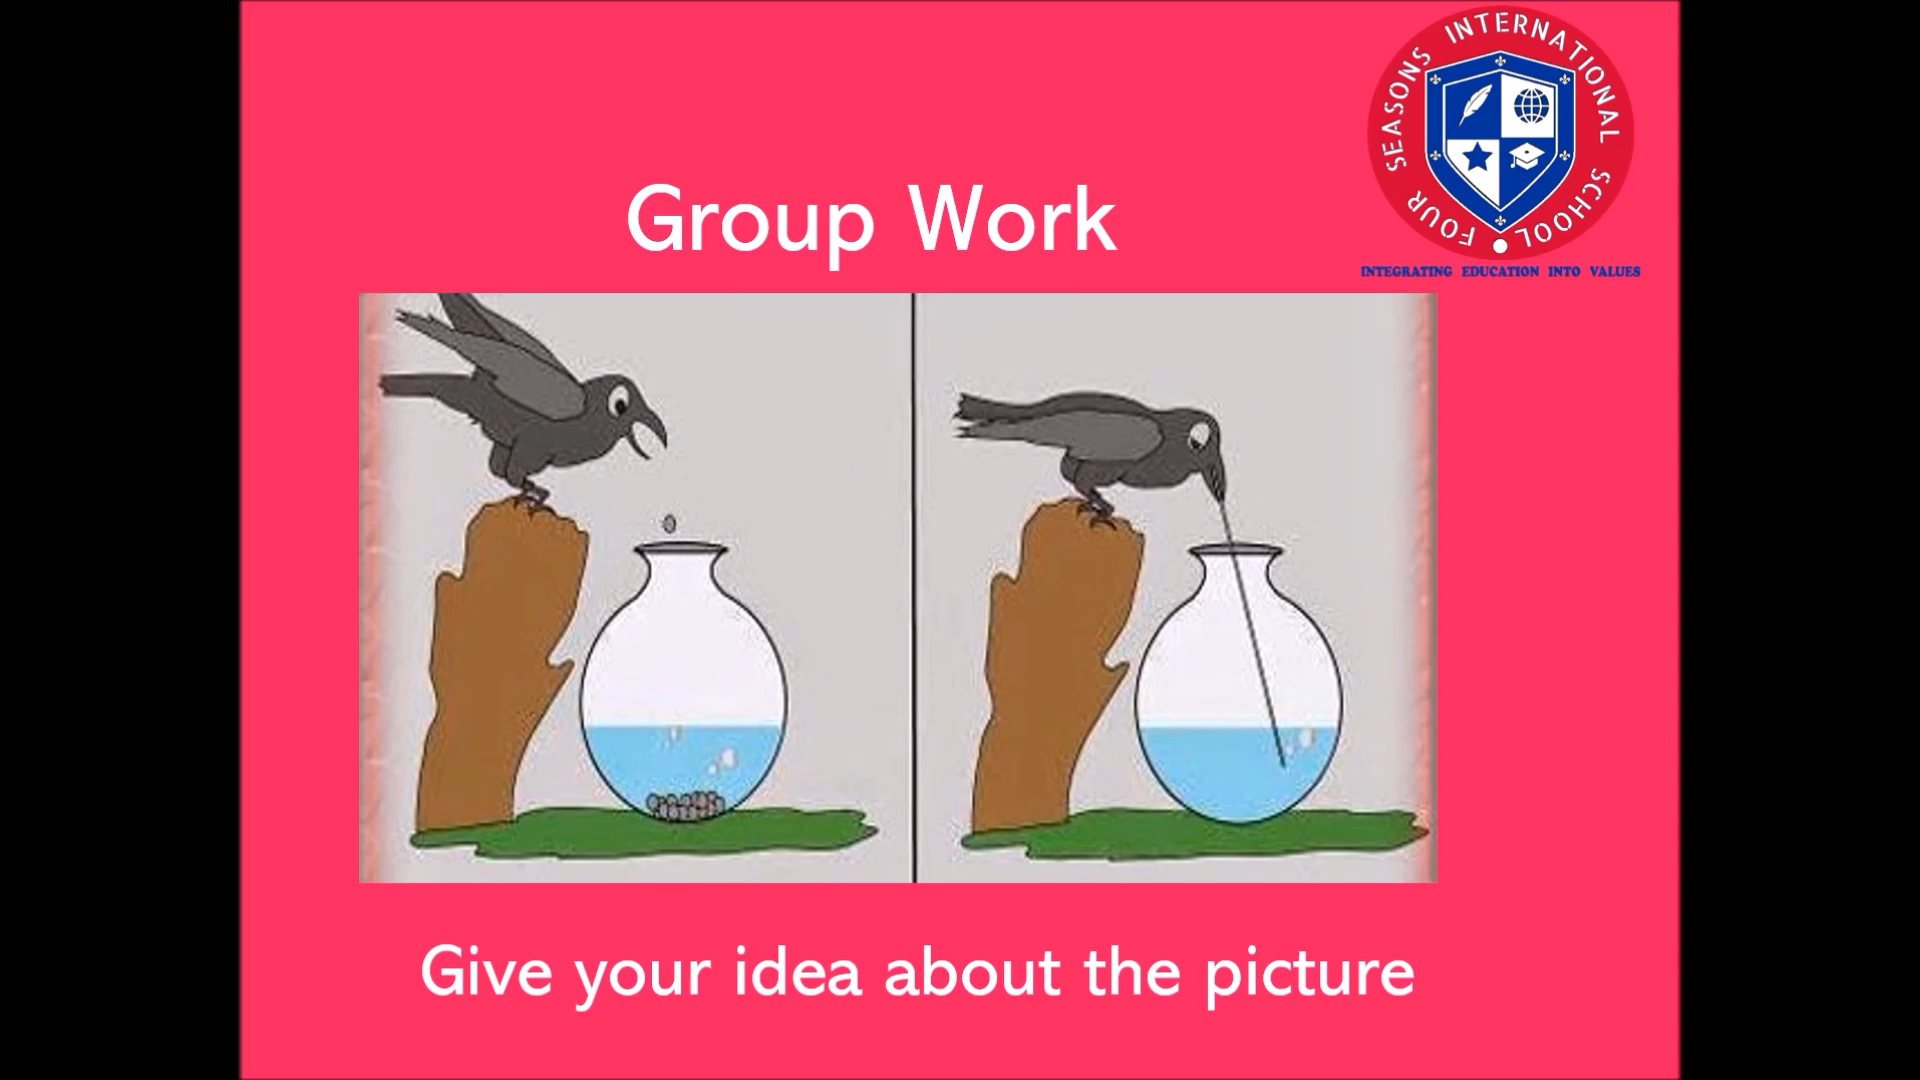 FOUR SEASONS INTERNATIONAL SCHOOL
INTEGRATING EDUCATION INTO VALUES
Group Work
Give your idea about the picture